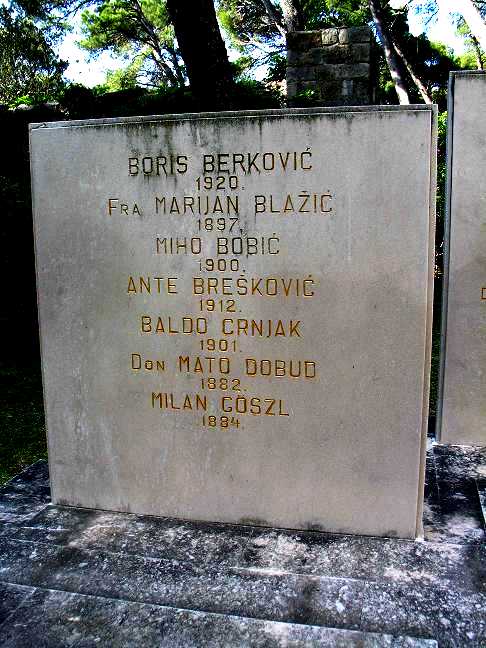 BORIS BERKOVIĆ
1920.
FRA MARIJAN BLAŽIĆ
1897.
MIHO BOBIĆ
1900.
ANTE BREŠKOVIĆ
1912.
BALDO CRNJAK
1901.
DON MATO DOBUD
1882.
MILAN GÖSZL
1884.